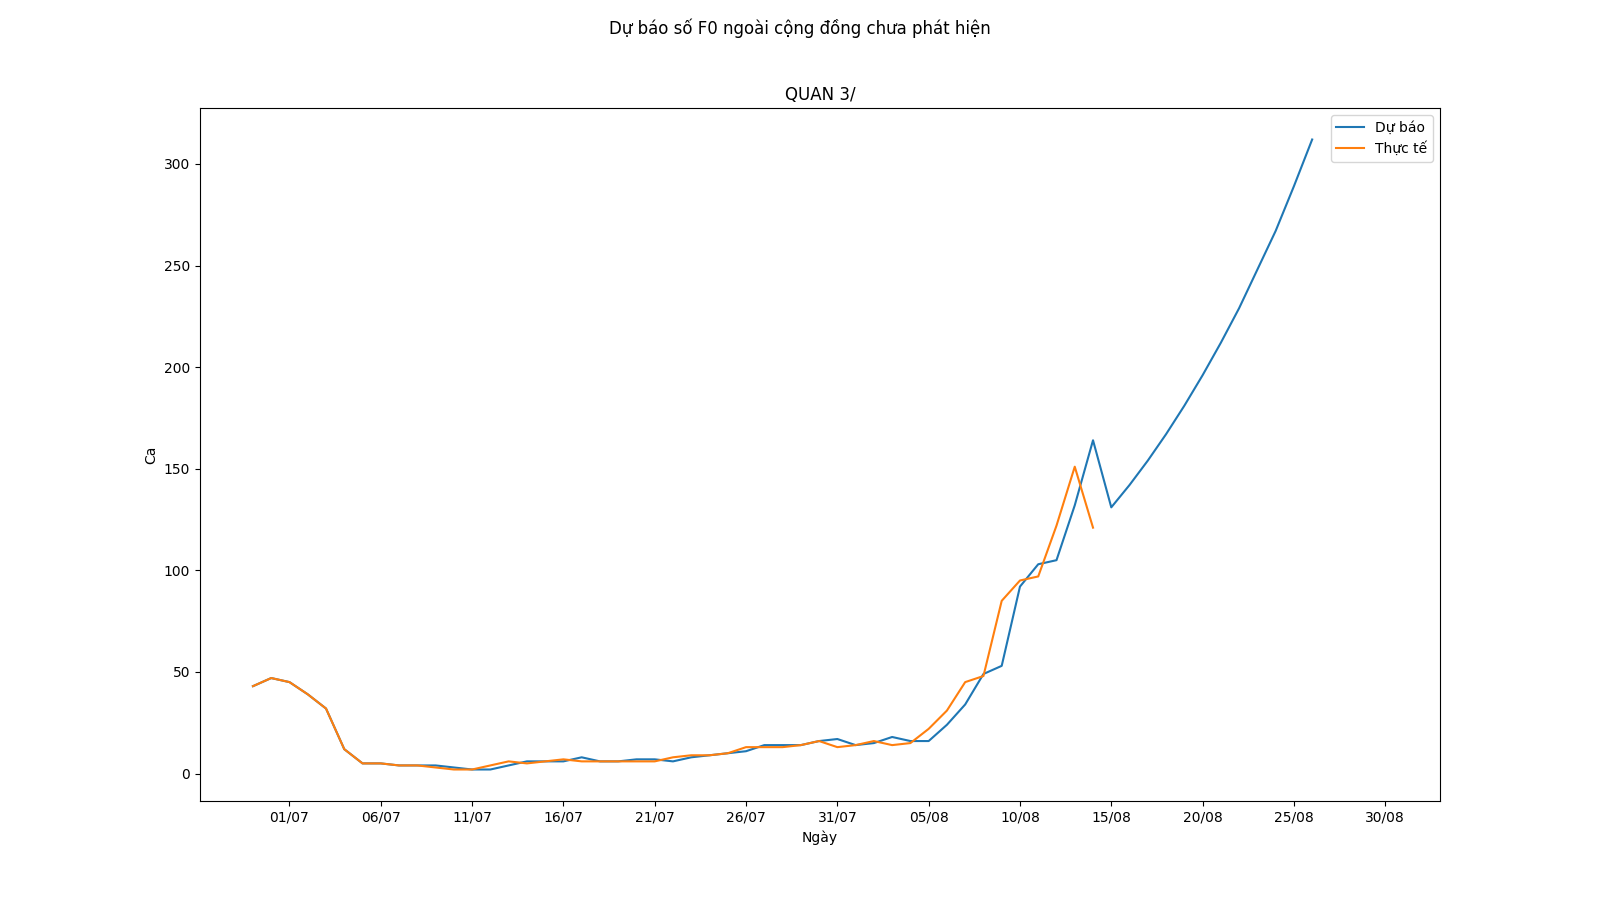 Dự báo số F0 ngoài cộng đồng chưa phát hiện
QUAN 3/
Dự báo
Thực tế
300
250
200
150
100
50
0
Ca
01/07 06/07 11/07 16/07 21/07 26/07 31/07 05/08 10/08 15/08 20/08 25/08 30/08
Ngày